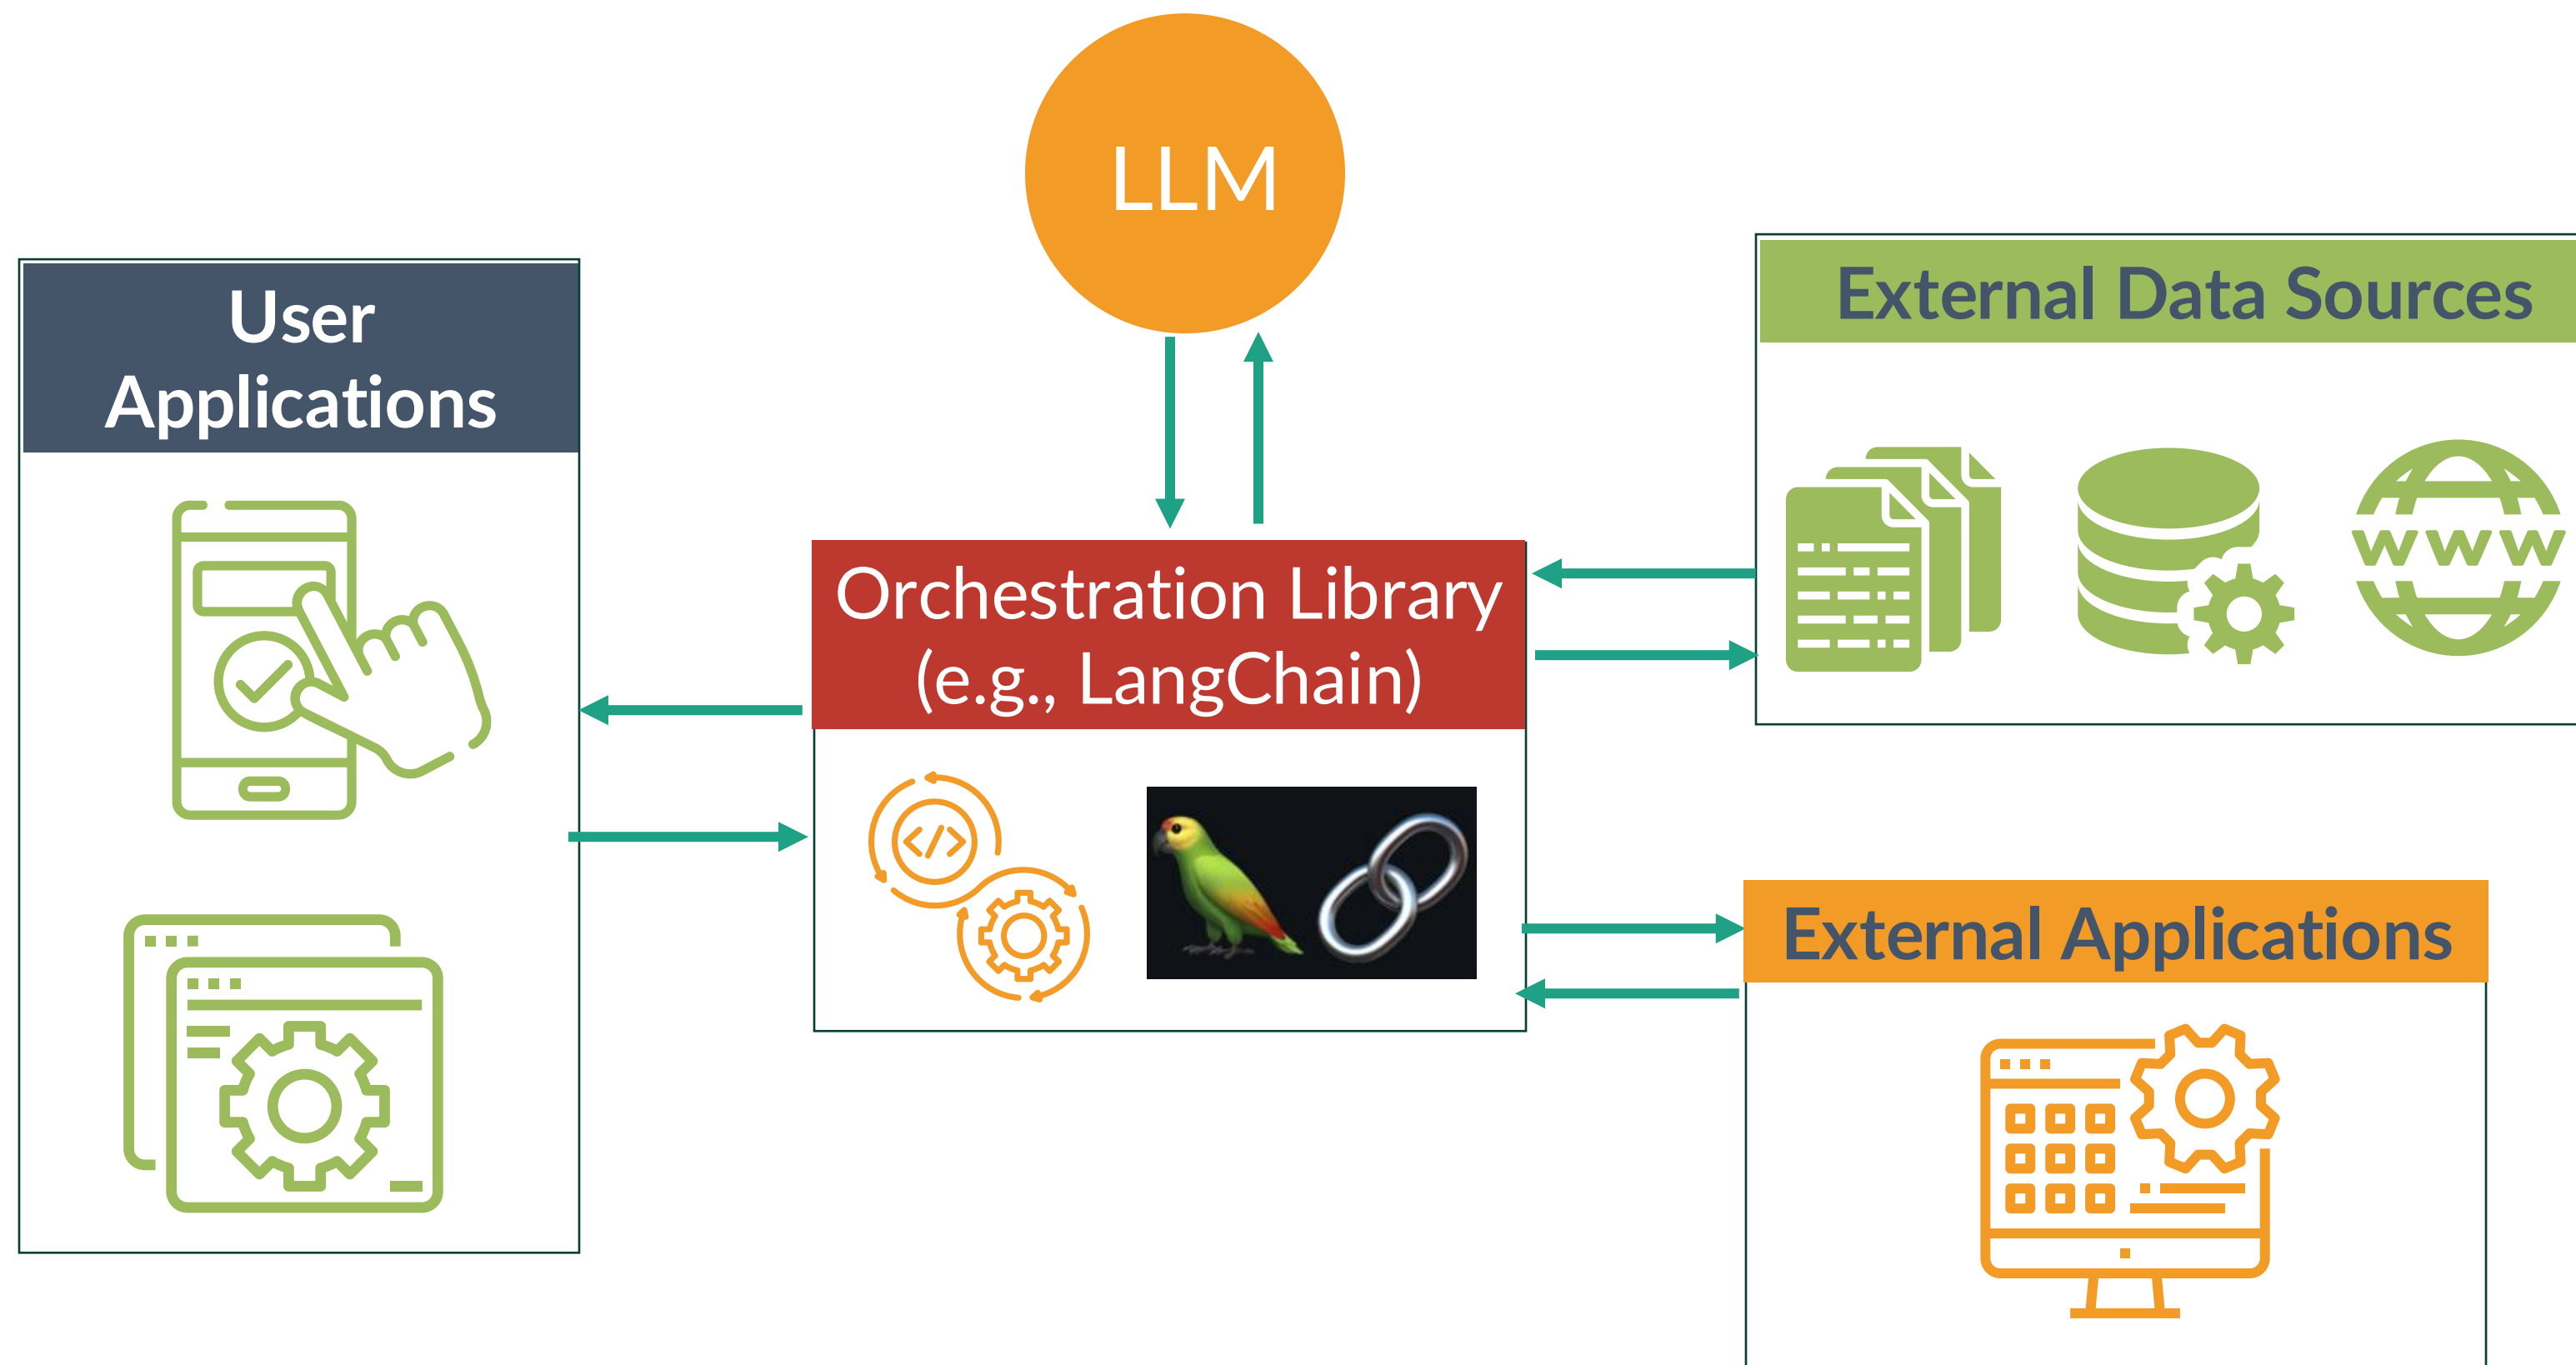 LLM
User
Applications
External Data Sources
www
Orchestration Library
(e.g., LangChain)
</>
External Applications